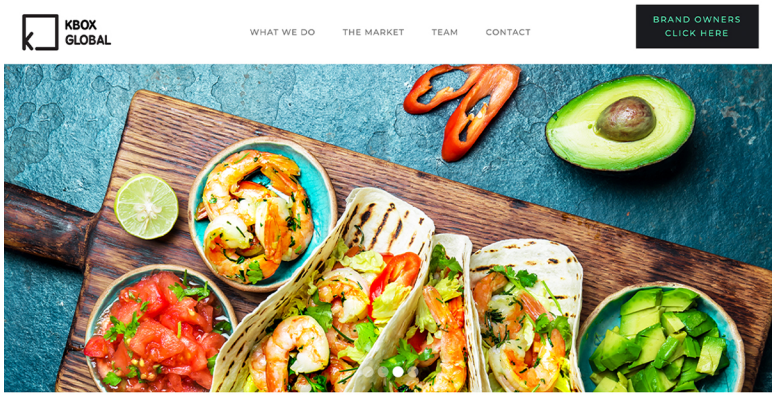 KBOX
GLOBAL
WHAT WE DO
THE MARKET
TEAM
CONTACT
BRAND OWNERS
CLICK HERE